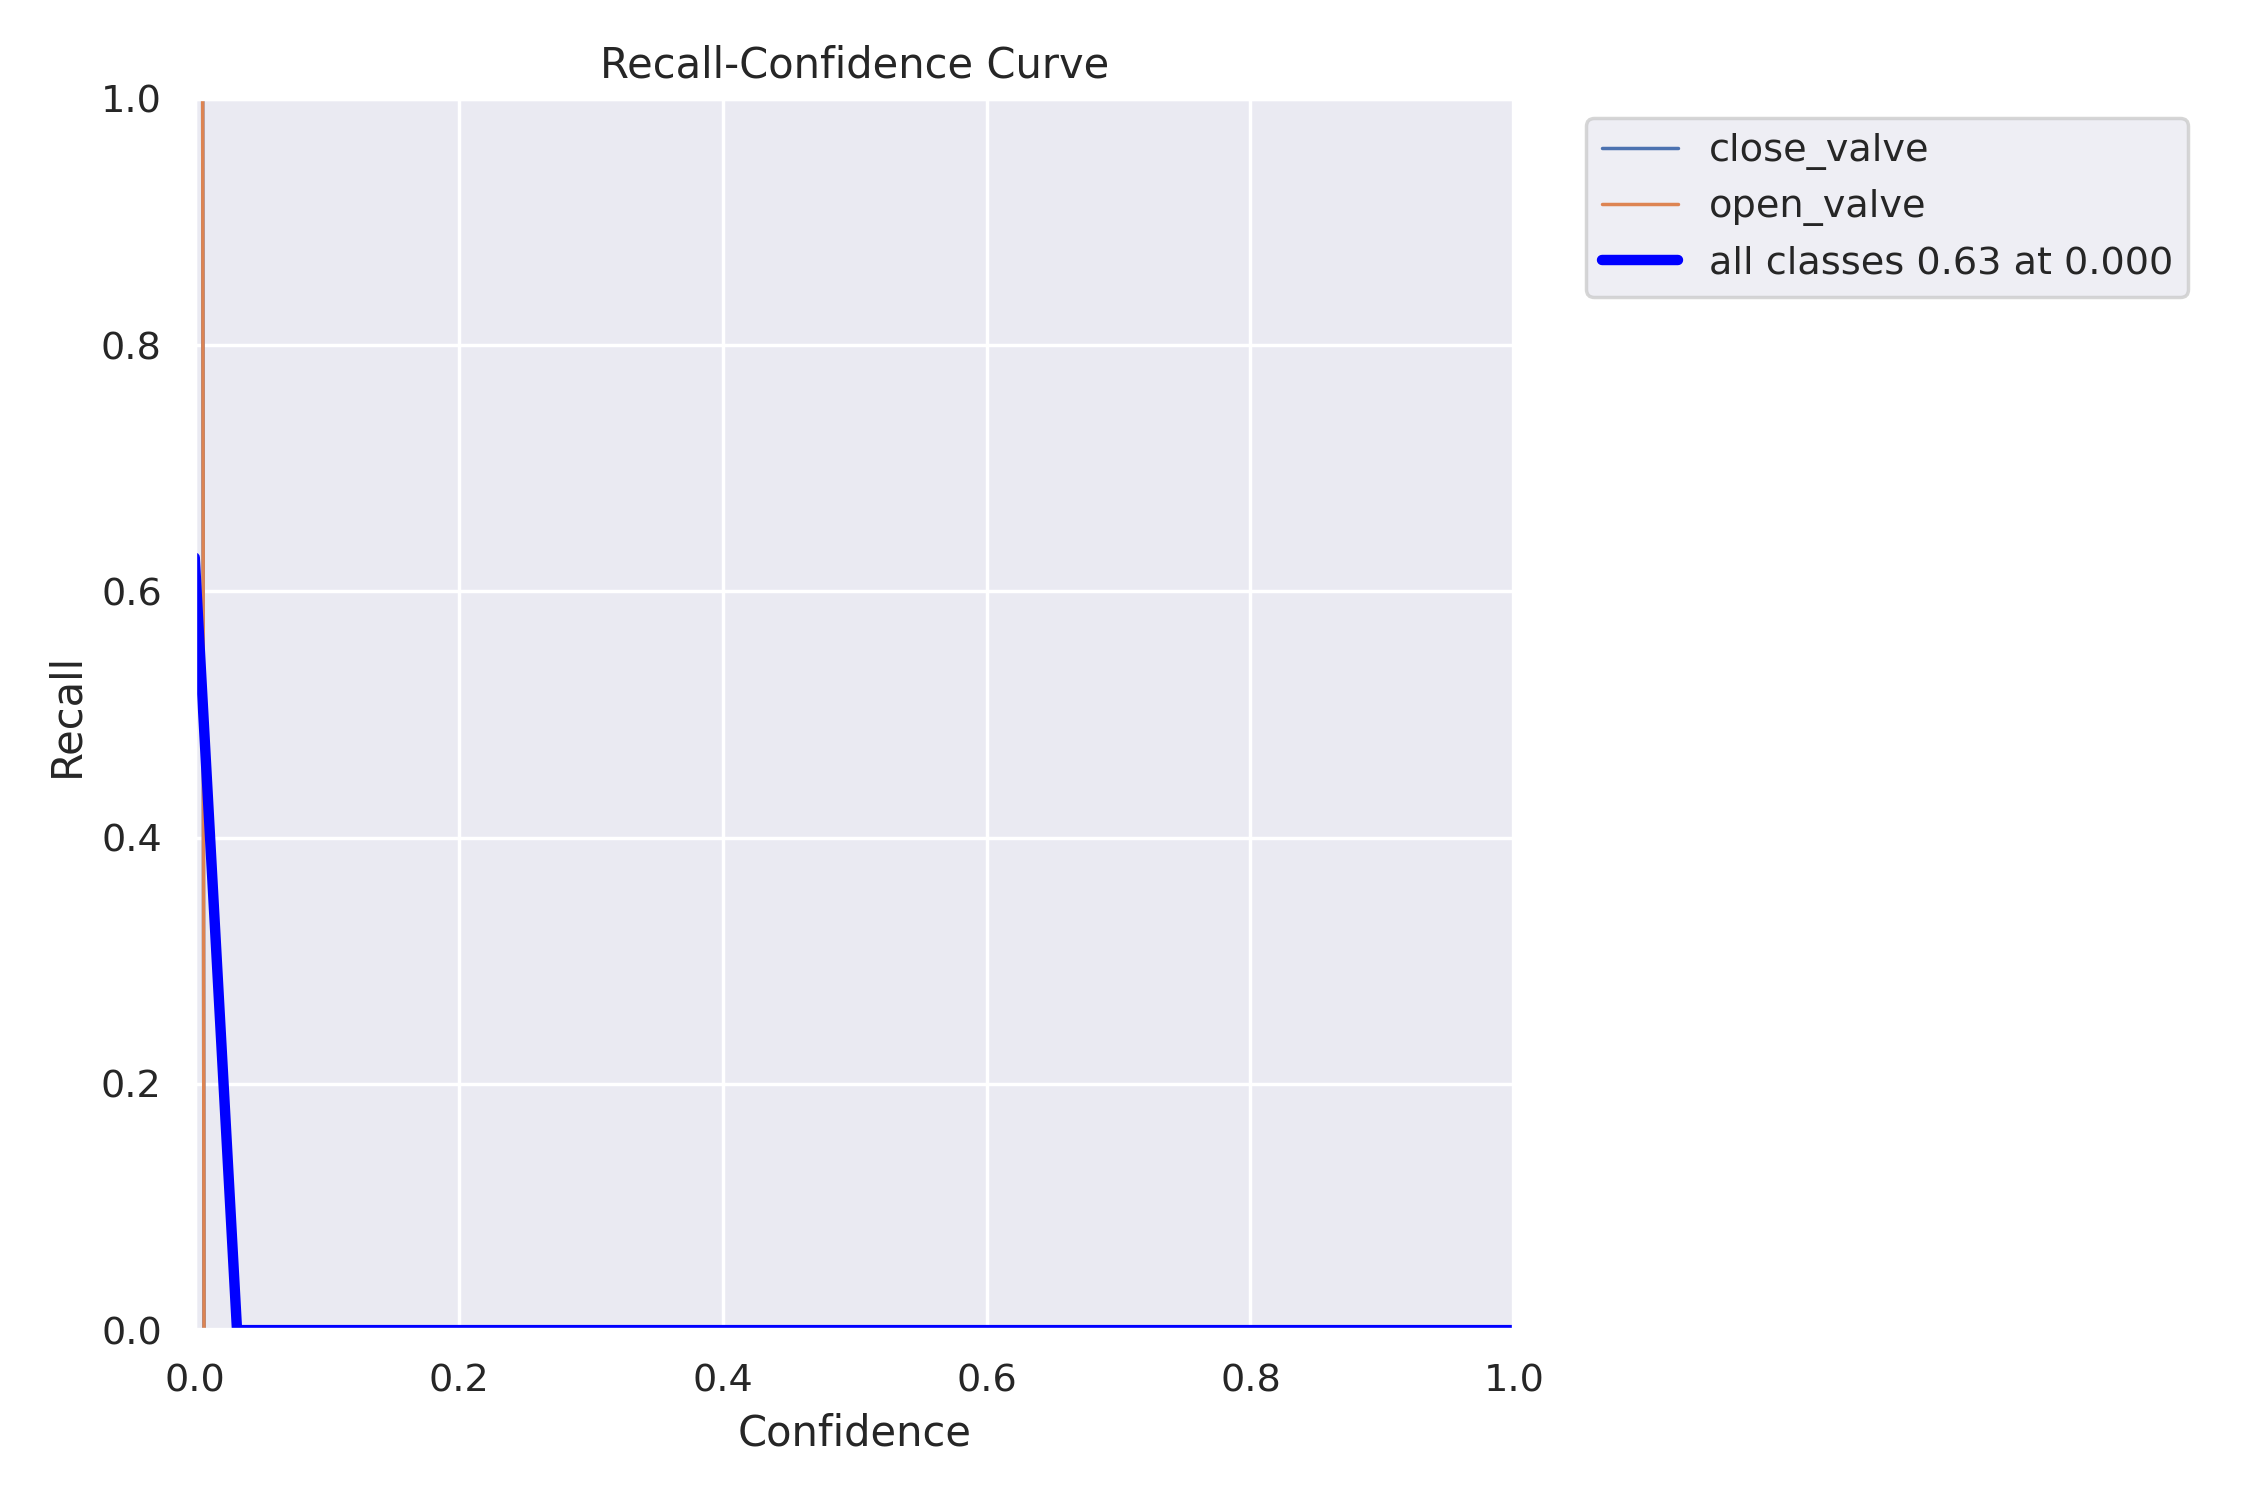 Recall-Confidence Curve
1.0
0.8
0.6
0.4
0.2
0.0
Recall
0.0 0.2 0.4 0.6 0.8 1.0
Confidence
close_valve
open_valve
all classes 0.63 at 0.000